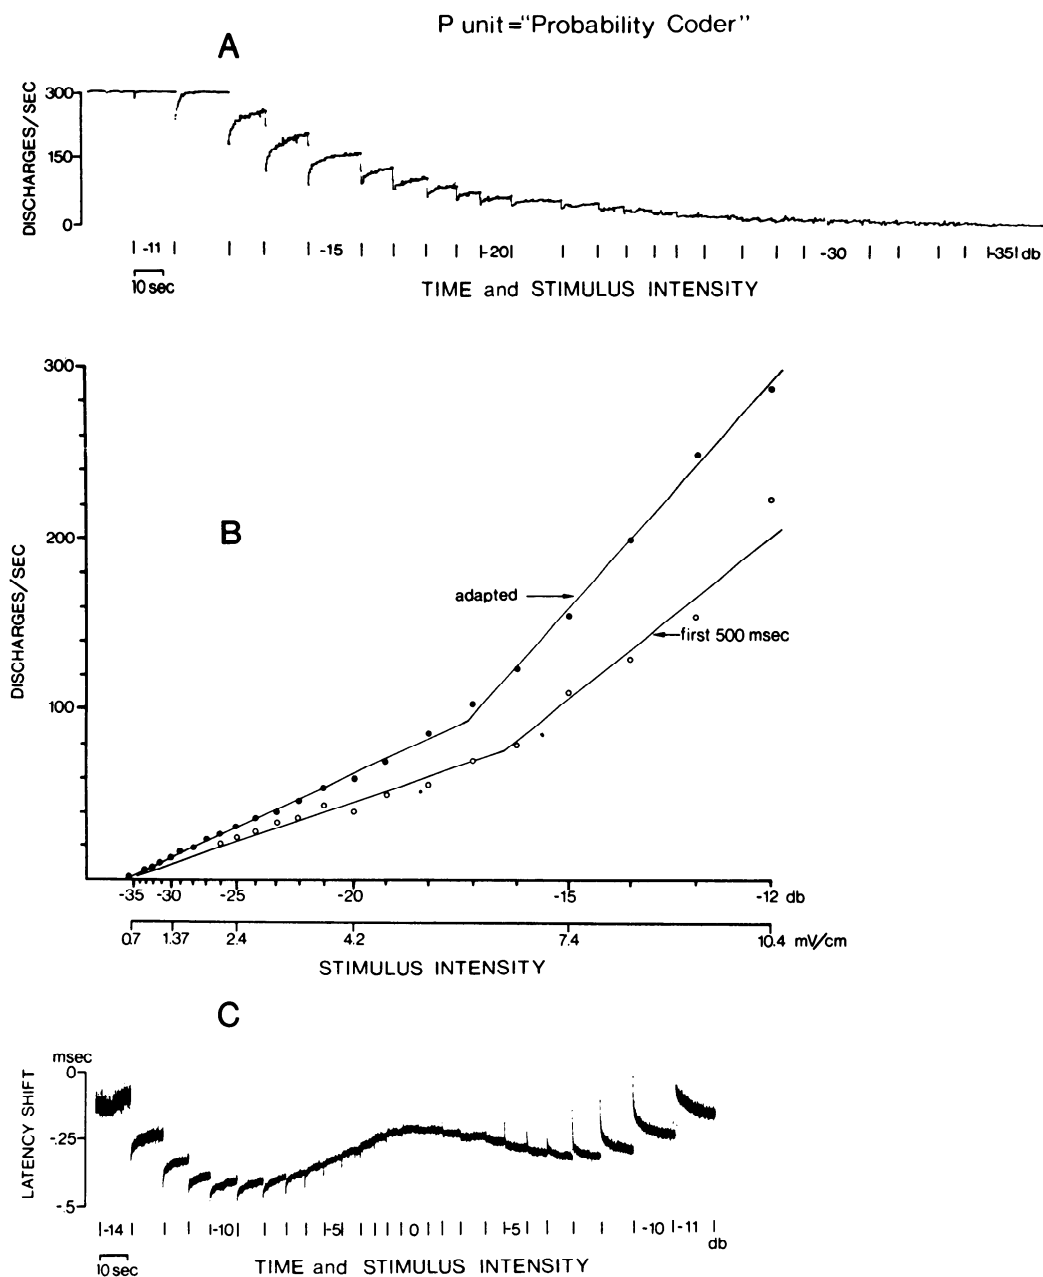 P unit="Probability Coder"
A
DISCHARGES/SEC
300
150
0
-11 -15 -20 -30 -35 db
10 sec
TIME and STIMULUS INTENSITY
B
DISCHARGES/SEC
300
200
100
adapted
first 500 msec
-35 -30 -25 -20 -15 -12 db
0.7 1.37 2.4 4.2 7.4 10.4 mV/cm
STIMULUS INTENSITY
C
msec
LATENCY SHIFT
0
-.25
-.5
-14 -10 -5 0 -5 -10 -11
db
10 sec
TIME and STIMULUS INTENSITY